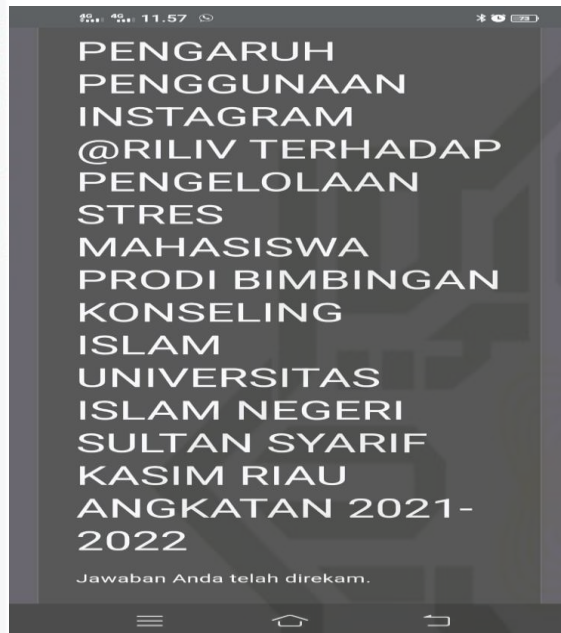 4G 4G 11.57 73
PENGARUH
PENGGUNAAN
INSTAGRAM
@RILIV TERHADAP
PENGELOLAAN
STRES
MAHASISWA
PRODI BIMBINGAN
KONSELING
ISLAM
UNIVERSITAS
ISLAM NEGERI
SULTAN SYARIF
KASIM RIAU
ANGKATAN 2021-
2022
Jawaban Anda telah direkam.